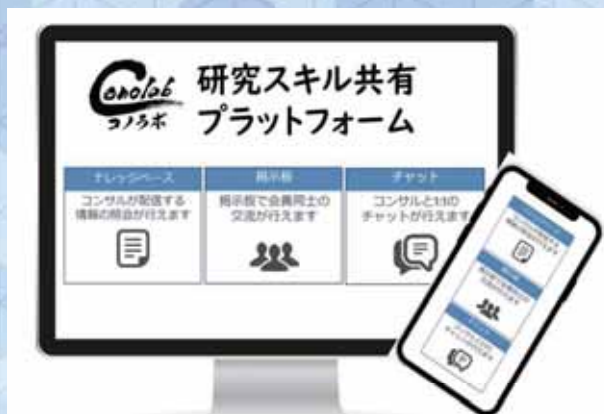 Conolab
コノラボ
研究スキル共有
プラットフォーム
ナレッジベース
コンサルが配信する
情報の照会が行えます
掲示板
掲示板で会員同士の
交流が行えます
チャット
コンサルと1:1の
チャットが行えます